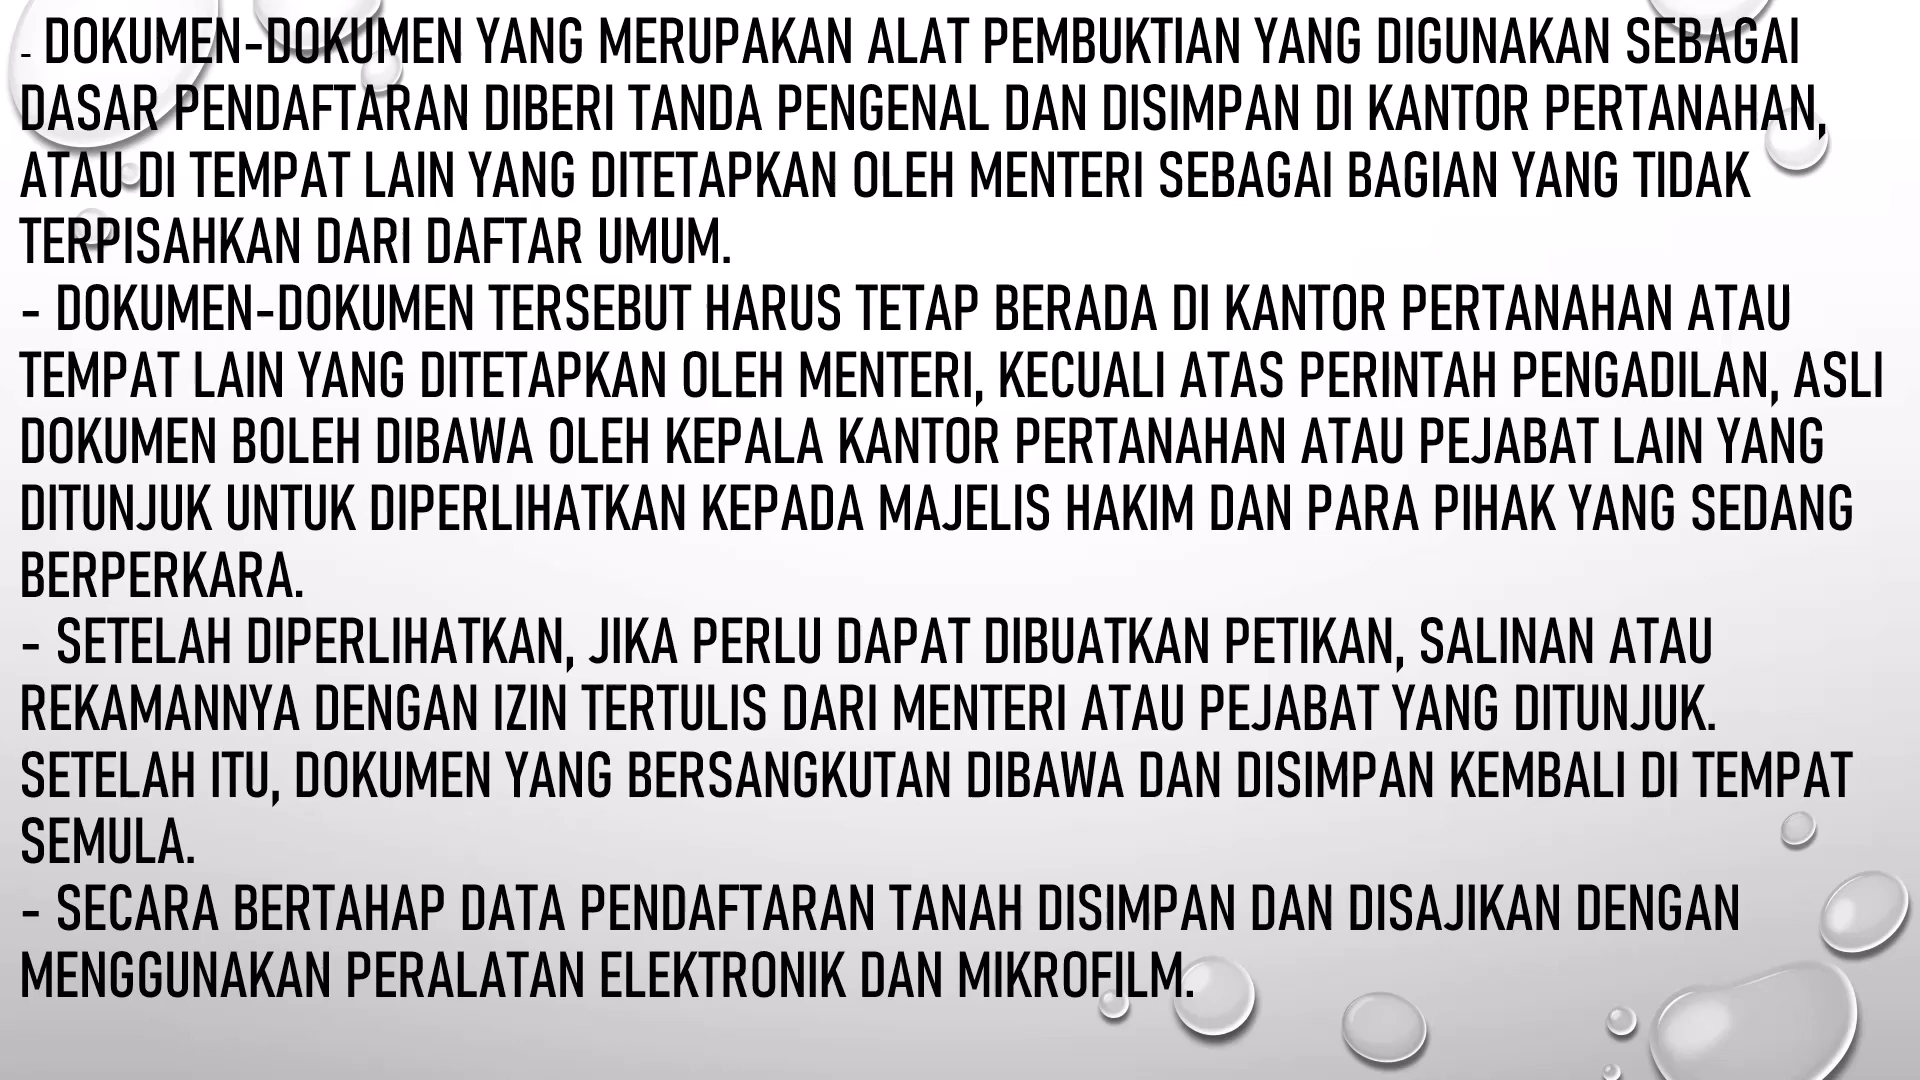 - DOKUMEN-DOKUMEN YANG MERUPAKAN ALAT PEMBUKTIAN YANG DIGUNAKAN SEBAGAI
DASAR PENDAFTARAN DIBERI TANDA PENGENAL DAN DISIMPAN DI KANTOR PERTANAHAN,
ATAU DI TEMPAT LAIN YANG DITETAPKAN OLEH MENTERI SEBAGAI BAGIAN YANG TIDAK
TERPISAHKAN DARI DAFTAR UMUM.
- DOKUMEN-DOKUMEN TERSEBUT HARUS TETAP BERADA DI KANTOR PERTANAHAN ATAU
TEMPAT LAIN YANG DITETAPKAN OLEH MENTERI, KECUALI ATAS PERINTAH PENGADILAN, ASLI
DOKUMEN BOLEH DIBAWA OLEH KEPALA KANTOR PERTANAHAN ATAU PEJABAT LAIN YANG
DITUNJUK UNTUK DIPERLIHATKAN KEPADA MAJELIS HAKIM DAN PARA PIHAK YANG SEDANG
BERPERKARA.
- SETELAH DIPERLIHATKAN, JIKA PERLU DAPAT DIBUATKAN PETIKAN, SALINAN ATAU
REKAMANNYA DENGAN IZIN TERTULIS DARI MENTERI ATAU PEJABAT YANG DITUNJUK.
SETELAH ITU, DOKUMEN YANG BERSANGKUTAN DIBAWA DAN DISIMPAN KEMBALI DI TEMPAT
SEMULA.
- SECARA BERTAHAP DATA PENDAFTARAN TANAH DISIMPAN DAN DISAJIKAN DENGAN
MENGGUNAKAN PERALATAN ELEKTRONIK DAN MIKROFILM.